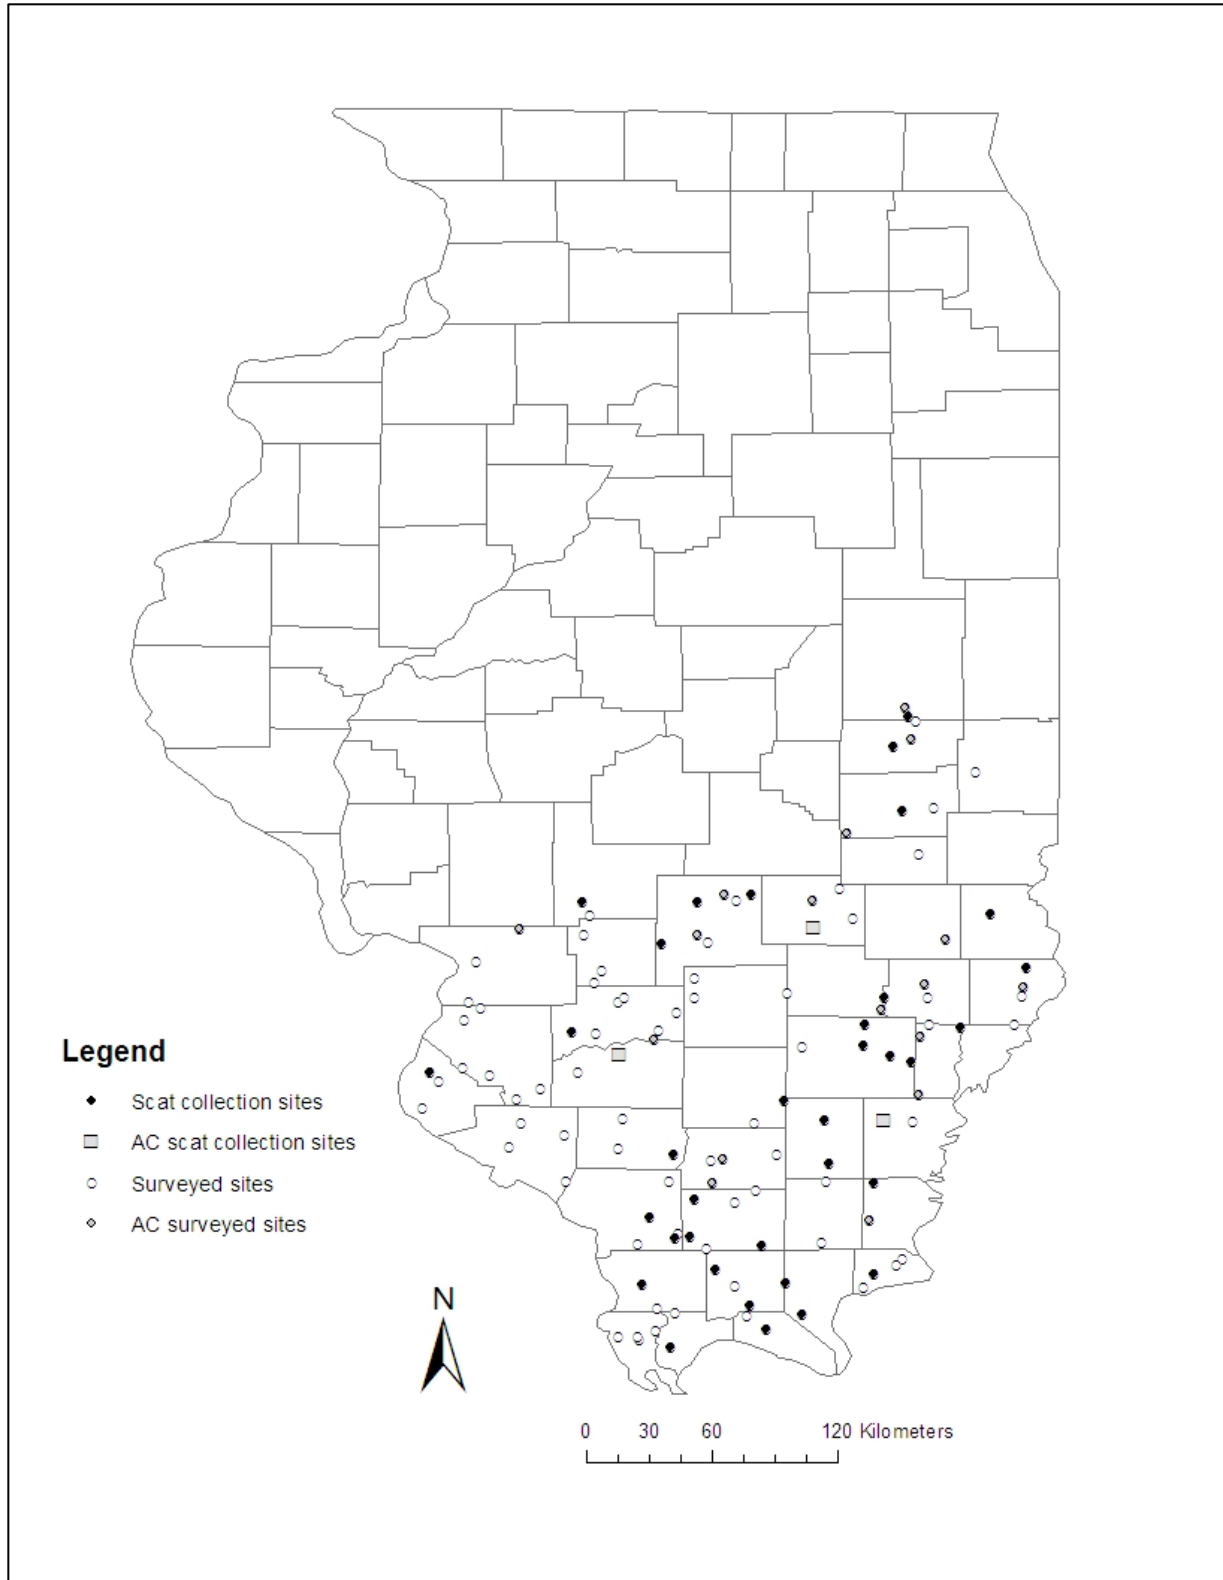 Legend
Scat collection sites
AC scat collection sites
Surveyed sites
AC surveyed sites
N
0 30 60 120 Kilometers